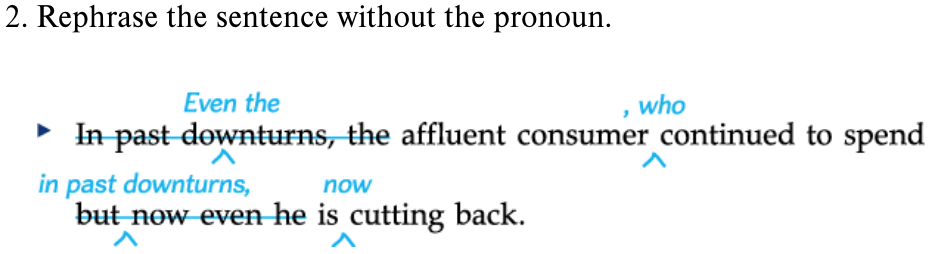 2. Rephrase the sentence without the pronoun.
Even the , who
In past downturns, the affluent consumer continued to spend
in past downturns, now
but now even he is cutting back.